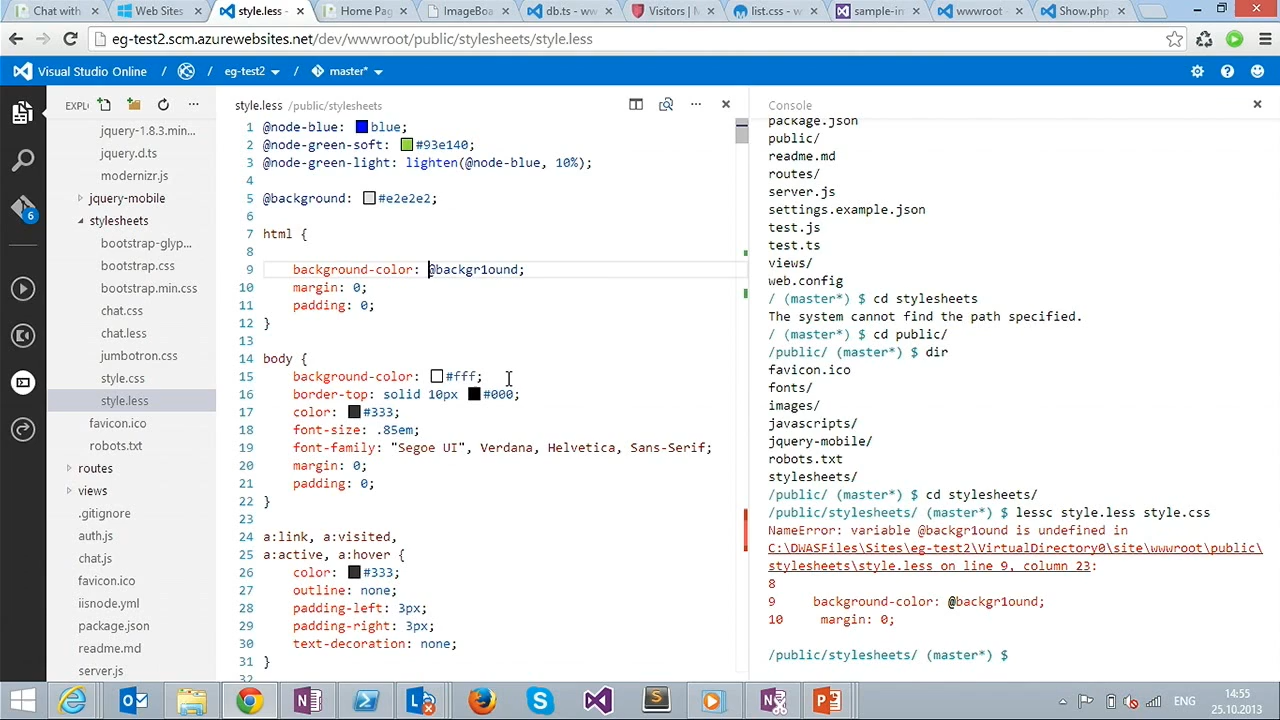 Chat with
Web Sites
style.less -
Home Pag
ImageBoa
db.ts - ww
Visitors | M
list.css - w
sample-in
wwwroot
Show.php
eg-test2.scm.azurewebsites.net/dev/wwwroot/public/stylesheets/style.less
Visual Studio Online / / eg-test2 / master*
EXPL
jquery-1.8.3.min...
jquery.d.ts
modernizr.js
jquery-mobile
stylesheets
bootstrap-glyp...
bootstrap.css
bootstrap.min.css
chat.css
chat.less
jumbotron.css
style.css
style.less
favicon.ico
robots.txt
routes
views
.gitignore
auth.js
chat.js
favicon.ico
iisnode.yml
package.json
readme.md
server.js
6
style.less /public/stylesheets
1 @node-blue: blue;
2 @node-green-soft: #93e140;
3 @node-green-light: lighten(@node-blue, 10%);
4
5 @background: #e2e2e2;
6
7 html {
8
9 background-color: @backgr1ound;
10 margin: 0;
11 padding: 0;
12 }
13
14 body {
15 background-color: #fff;
16 border-top: solid 10px #000;
17 color: #333;
18 font-size: .85em;
19 font-family: "Segoe UI", Verdana, Helvetica, Sans-Serif;
20 margin: 0;
21 padding: 0;
22 }
23
24 a:link, a:visited,
25 a:active, a:hover {
26 color: #333;
27 outline: none;
28 padding-left: 3px;
29 padding-right: 3px;
30 text-decoration: none;
31 }
32
Console
package.json
public/
readme.md
routes/
server.js
settings.example.json
test.js
test.ts
views/
web.config
/ (master*) $ cd stylesheets
The system cannot find the path specified.
/ (master*) $ cd public/
/public/ (master*) $ dir
favicon.ico
fonts/
images/
javascripts/
jquery-mobile/
robots.txt
stylesheets/
/public/ (master*) $ cd stylesheets/
/public/stylesheets/ (master*) $ lessc style.less style.css
NameError: variable @backgr1ound is undefined in
C:\DWASFiles\Sites\eg-test2\VirtualDirectory0\site\wwwroot\public\
stylesheets\style.less on line 9, column 23:
8
9 background-color: @backgr1ound;
10 margin: 0;
/public/stylesheets/ (master*) $
ENG
14:55
25.10.2013